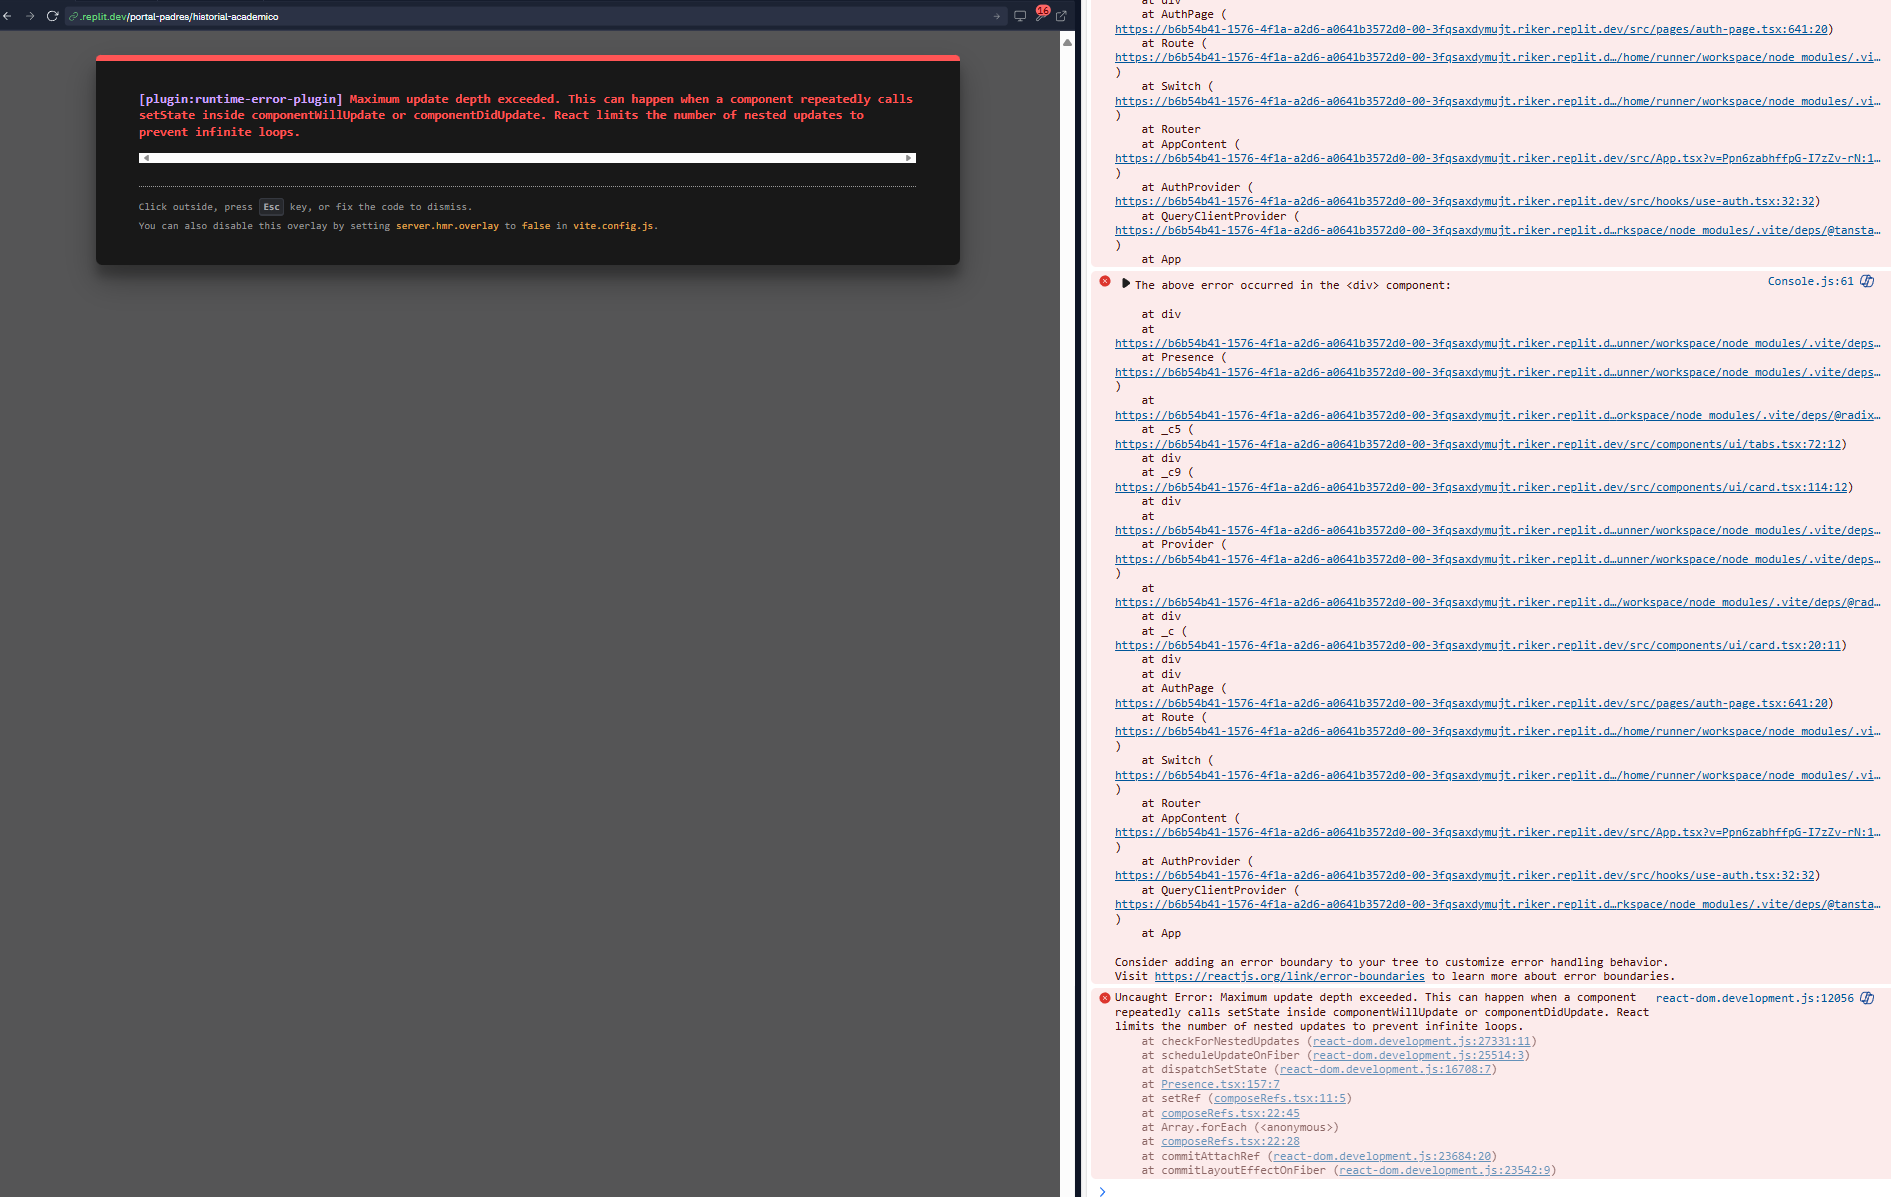 .replit.dev/portal-padres/historial-academico
16
[plugin:runtime-error-plugin] Maximum update depth exceeded. This can happen when a component repeatedly calls
setState inside componentWillUpdate or componentDidUpdate. React limits the number of nested updates to
prevent infinite loops.
Click outside, press Esc key, or fix the code to dismiss.
You can also disable this overlay by setting server.hmr.overlay to false in vite.config.js.
at div
at AuthPage (
https://b6b54b41-1576-4f1a-a2d6-a0641b3572d0-00-3fqsaxdymujt.riker.replit.dev/src/pages/auth-page.tsx:641:20)
at Route (
https://b6b54b41-1576-4f1a-a2d6-a0641b3572d0-00-3fqsaxdymujt.riker.replit.d…/home/runner/workspace/node_modules/.vi…
)
at Switch (
https://b6b54b41-1576-4f1a-a2d6-a0641b3572d0-00-3fqsaxdymujt.riker.replit.d…/home/runner/workspace/node_modules/.vi…
)
at Router
at AppContent (
https://b6b54b41-1576-4f1a-a2d6-a0641b3572d0-00-3fqsaxdymujt.riker.replit.dev/src/App.tsx?v=Ppn6zabhffpG-I7zZv-rN:1…
)
at AuthProvider (
https://b6b54b41-1576-4f1a-a2d6-a0641b3572d0-00-3fqsaxdymujt.riker.replit.dev/src/hooks/use-auth.tsx:32:32)
at QueryClientProvider (
https://b6b54b41-1576-4f1a-a2d6-a0641b3572d0-00-3fqsaxdymujt.riker.replit.d…rkspace/node_modules/.vite/deps/@tansta…
)
at App
The above error occurred in the <div> component:
Console.js:61
at div
at
https://b6b54b41-1576-4f1a-a2d6-a0641b3572d0-00-3fqsaxdymujt.riker.replit.d…unner/workspace/node_modules/.vite/deps…
at Presence (
https://b6b54b41-1576-4f1a-a2d6-a0641b3572d0-00-3fqsaxdymujt.riker.replit.d…unner/workspace/node_modules/.vite/deps…
)
at
https://b6b54b41-1576-4f1a-a2d6-a0641b3572d0-00-3fqsaxdymujt.riker.replit.d…orkspace/node_modules/.vite/deps/@radix…
at _c5 (
https://b6b54b41-1576-4f1a-a2d6-a0641b3572d0-00-3fqsaxdymujt.riker.replit.dev/src/components/ui/tabs.tsx:72:12)
at div
at _c9 (
https://b6b54b41-1576-4f1a-a2d6-a0641b3572d0-00-3fqsaxdymujt.riker.replit.dev/src/components/ui/card.tsx:114:12)
at div
at
https://b6b54b41-1576-4f1a-a2d6-a0641b3572d0-00-3fqsaxdymujt.riker.replit.d…unner/workspace/node_modules/.vite/deps…
at Provider (
https://b6b54b41-1576-4f1a-a2d6-a0641b3572d0-00-3fqsaxdymujt.riker.replit.d…unner/workspace/node_modules/.vite/deps…
)
at
https://b6b54b41-1576-4f1a-a2d6-a0641b3572d0-00-3fqsaxdymujt.riker.replit.d…/workspace/node_modules/.vite/deps/@rad…
at div
at _c (
https://b6b54b41-1576-4f1a-a2d6-a0641b3572d0-00-3fqsaxdymujt.riker.replit.dev/src/components/ui/card.tsx:20:11)
at div
at div
at AuthPage (
https://b6b54b41-1576-4f1a-a2d6-a0641b3572d0-00-3fqsaxdymujt.riker.replit.dev/src/pages/auth-page.tsx:641:20)
at Route (
https://b6b54b41-1576-4f1a-a2d6-a0641b3572d0-00-3fqsaxdymujt.riker.replit.d…/home/runner/workspace/node_modules/.vi…
)
at Switch (
https://b6b54b41-1576-4f1a-a2d6-a0641b3572d0-00-3fqsaxdymujt.riker.replit.d…/home/runner/workspace/node_modules/.vi…
)
at Router
at AppContent (
https://b6b54b41-1576-4f1a-a2d6-a0641b3572d0-00-3fqsaxdymujt.riker.replit.dev/src/App.tsx?v=Ppn6zabhffpG-I7zZv-rN:1…
)
at AuthProvider (
https://b6b54b41-1576-4f1a-a2d6-a0641b3572d0-00-3fqsaxdymujt.riker.replit.dev/src/hooks/use-auth.tsx:32:32)
at QueryClientProvider (
https://b6b54b41-1576-4f1a-a2d6-a0641b3572d0-00-3fqsaxdymujt.riker.replit.d…rkspace/node_modules/.vite/deps/@tansta…
)
at App
Consider adding an error boundary to your tree to customize error handling behavior.
Visit https://reactjs.org/link/error-boundaries to learn more about error boundaries.
Uncaught Error: Maximum update depth exceeded. This can happen when a component
react-dom.development.js:12056
repeatedly calls setState inside componentWillUpdate or componentDidUpdate. React
limits the number of nested updates to prevent infinite loops.
at checkForNestedUpdates (react-dom.development.js:27331:11)
at scheduleUpdateOnFiber (react-dom.development.js:25514:3)
at dispatchSetState (react-dom.development.js:16708:7)
at Presence.tsx:157:7
at setRef (composeRefs.tsx:11:5)
at composeRefs.tsx:22:45
at Array.forEach (<anonymous>)
at composeRefs.tsx:22:28
at commitAttachRef (react-dom.development.js:23684:20)
at commitLayoutEffectOnFiber (react-dom.development.js:23542:9)